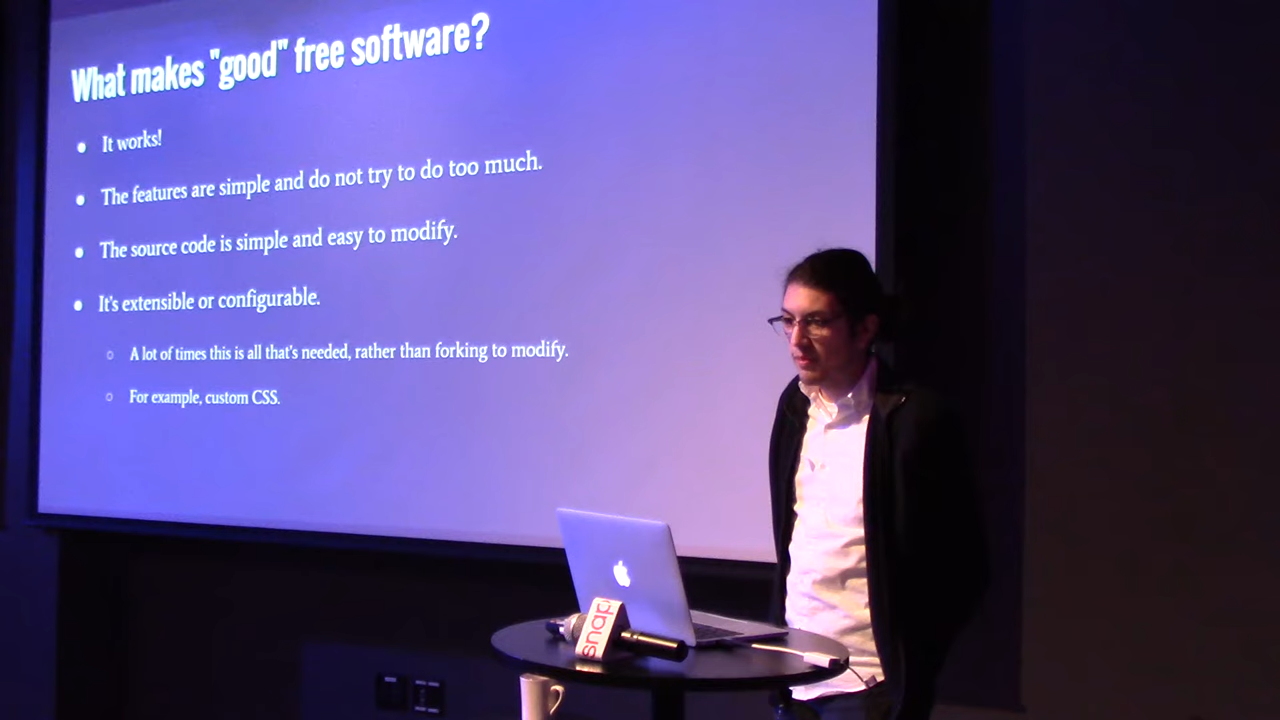 What makes "good" free software?
● It works!
● The features are simple and do not try to do too much.
● The source code is simple and easy to modify.
● It's extensible or configurable.
○ A lot of times this is all that's needed, rather than forking to modify.
○ For example, custom CSS.
snap